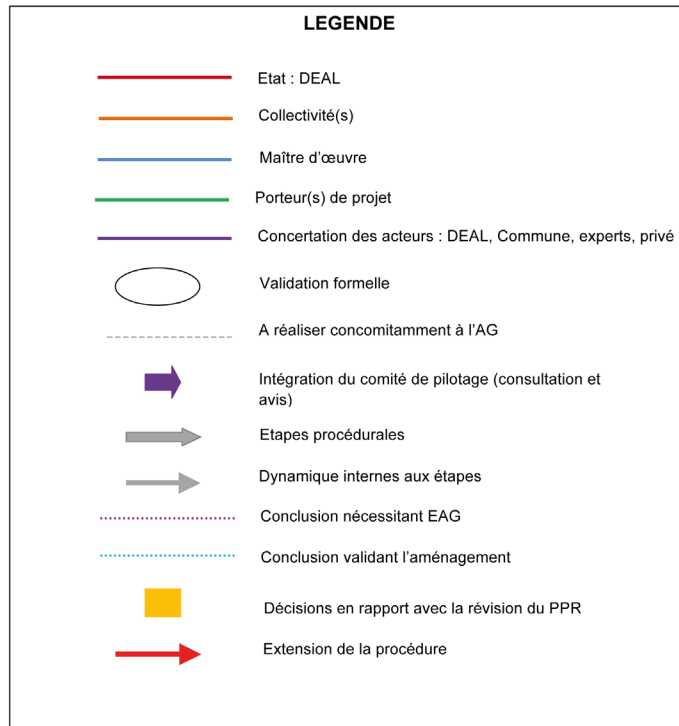 LEGENDE
Etat : DEAL
Collectivité(s)
Maître d’œuvre
Porteur(s) de projet
Concertation des acteurs : DEAL, Commune, experts, privé
Validation formelle
A réaliser concomitamment à l’AG
Intégration du comité de pilotage (consultation et
avis)
Etapes procédurales
Dynamique internes aux étapes
Conclusion nécessitant EAG
Conclusion validant l’aménagement
Décisions en rapport avec la révision du PPR
Extension de la procédure